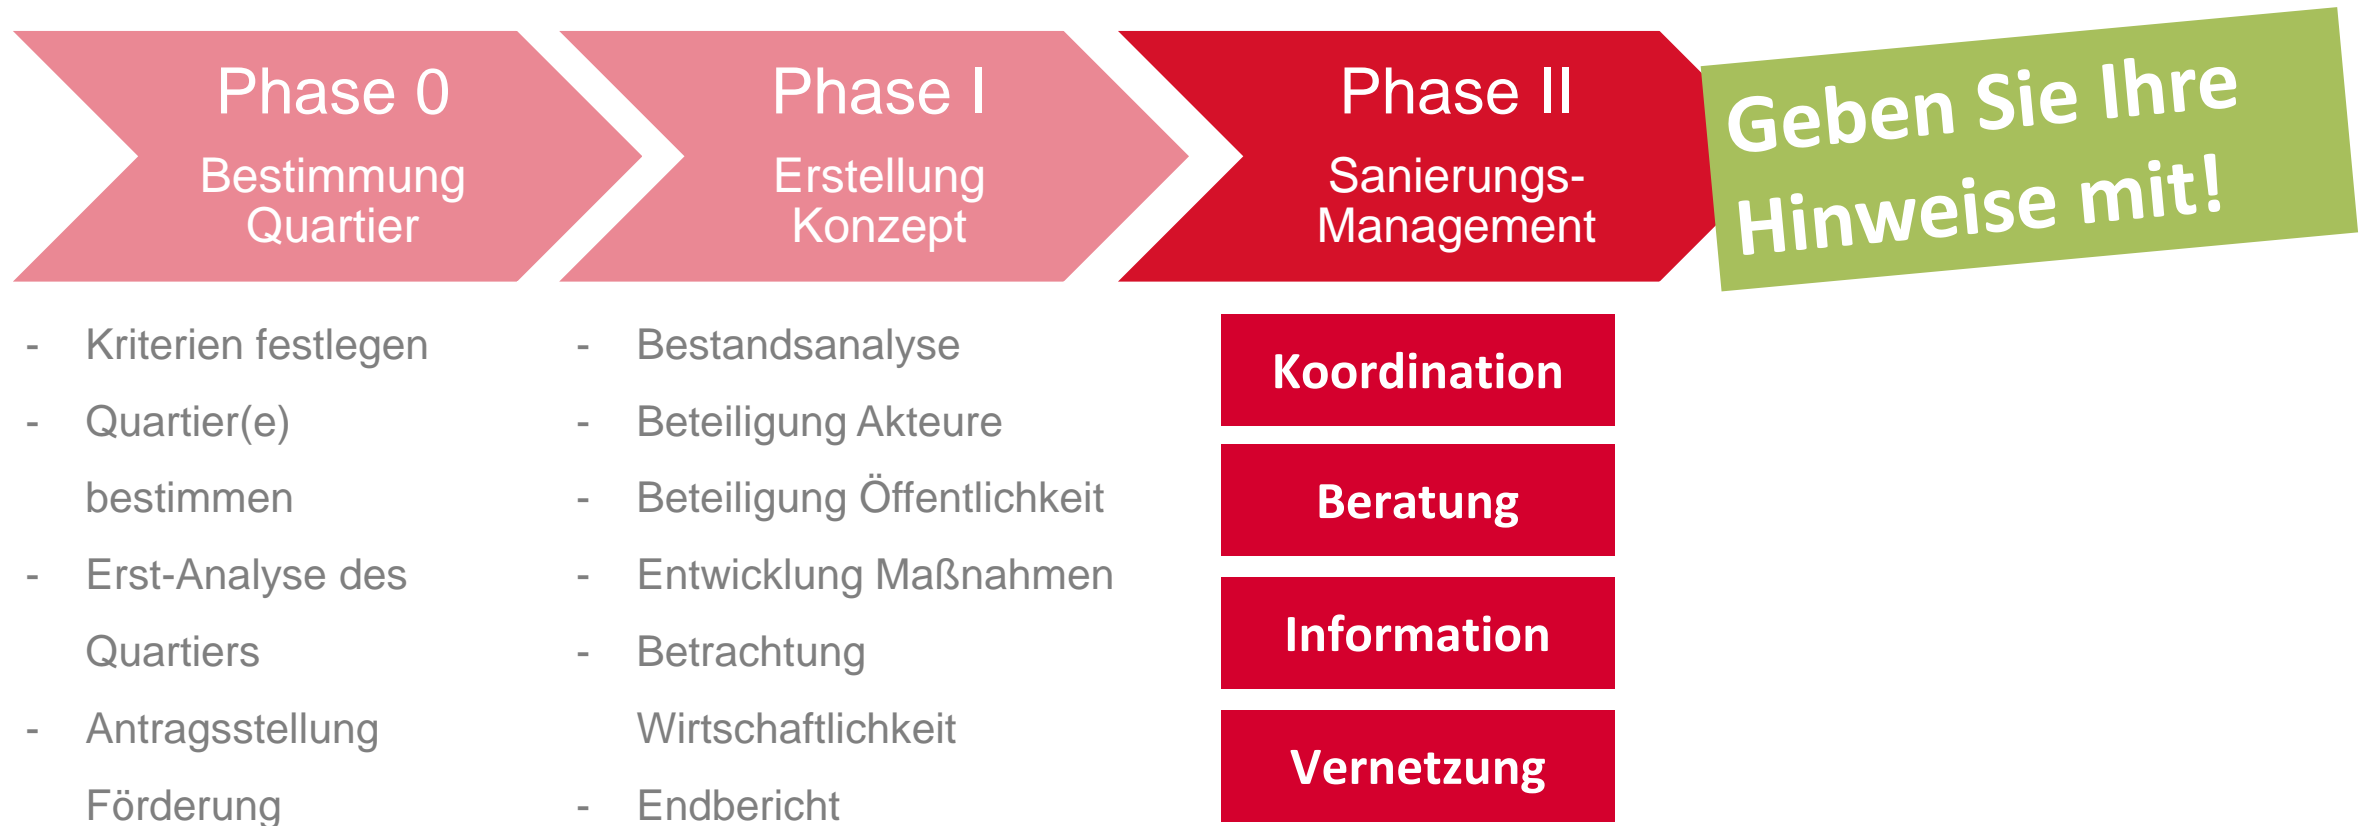 Phase 0
Bestimmung
Quartier
Phase I
Erstellung
Konzept
Phase II
Sanierungs-
Management
Geben Sie Ihre
Hinweise mit!
- Kriterien festlegen
- Quartier(e)
bestimmen
- Erst-Analyse des
Quartiers
- Antragsstellung
Förderung
- Bestandsanalyse
- Beteiligung Akteure
- Beteiligung Öffentlichkeit
- Entwicklung Maßnahmen
- Betrachtung
Wirtschaftlichkeit
- Endbericht
Koordination
Beratung
Information
Vernetzung